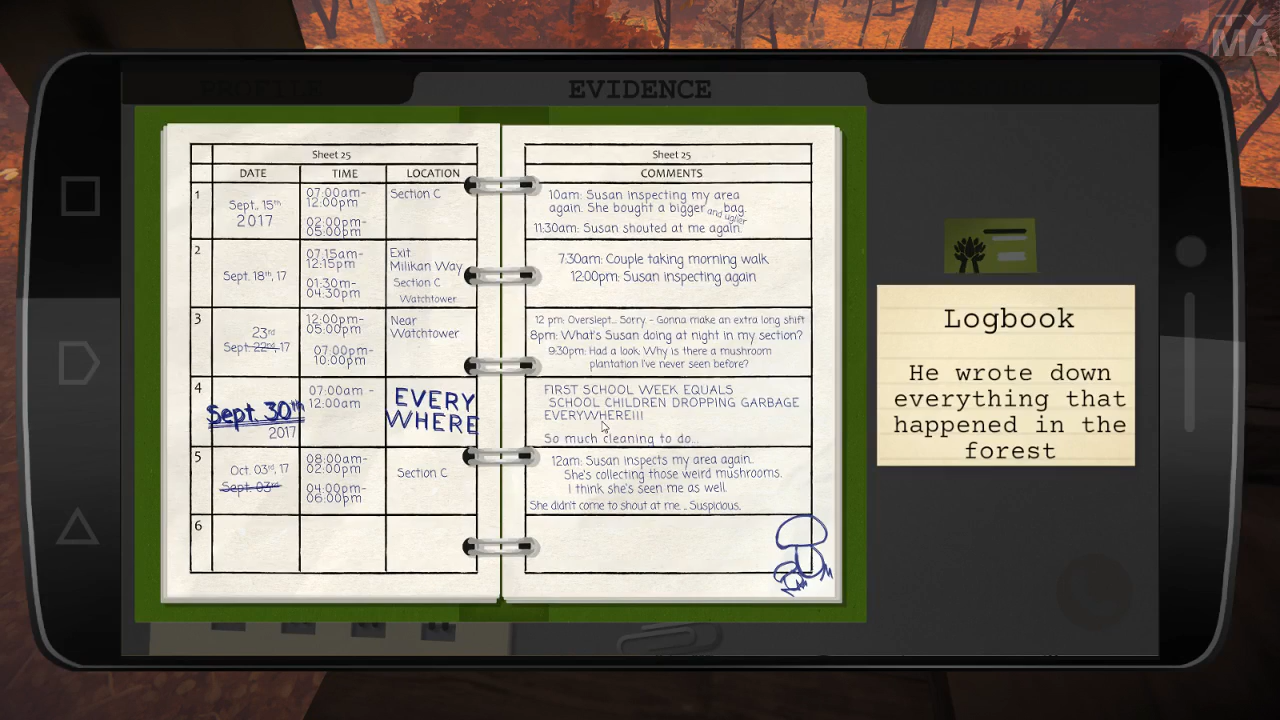 TX
MA
PROFILE
EVIDENCE
Sheet 25
DATE
TIME
LOCATION
1
Sept., 15th
2017
07:00am-
12:00pm
02:00pm-
05:00pm
Section C
2
Sept. 18th, 17
07:15am-
12:15pm
01:30pm-
04:30pm
Exit
Milikan Way
Section C
Watchtower
3
23rd
Sept. 22nd, 17
12:00pm-
05:00pm
07:00pm-
10:00pm
Near
Watchtower
4
Sept. 30th
2017
07:00am -
12:00am
EVERY
WHERE
5
Oct. 03rd, 17
Sept. 03rd
08:00am-
02:00pm
04:00pm-
06:00pm
Section C
6
Sheet 25
COMMENTS
10am: Susan inspecting my area
again. She bought a bigger and uglier bag.
11:30am: Susan shouted at me again.
7:30am: Couple taking morning walk
12:00pm: Susan inspecting again
12 pm: Overslept... Sorry. - Gonna make an extra long shift
8pm: What's Susan doing at night in my section?
9:30pm: Had a look. Why is there a mushroom
plantation I've never seen before?
FIRST SCHOOL WEEK EQUALS
SCHOOL CHILDREN DROPPING GARBAGE
EVERYWHERE!!!
So much cleaning to do...
12am: Susan inspects my area again.
She's collecting those weird mushrooms.
I think she's seen me as well.
She didn't come to shout at me... Suspicious.
Logbook
He wrote down
everything that
happened in the
forest